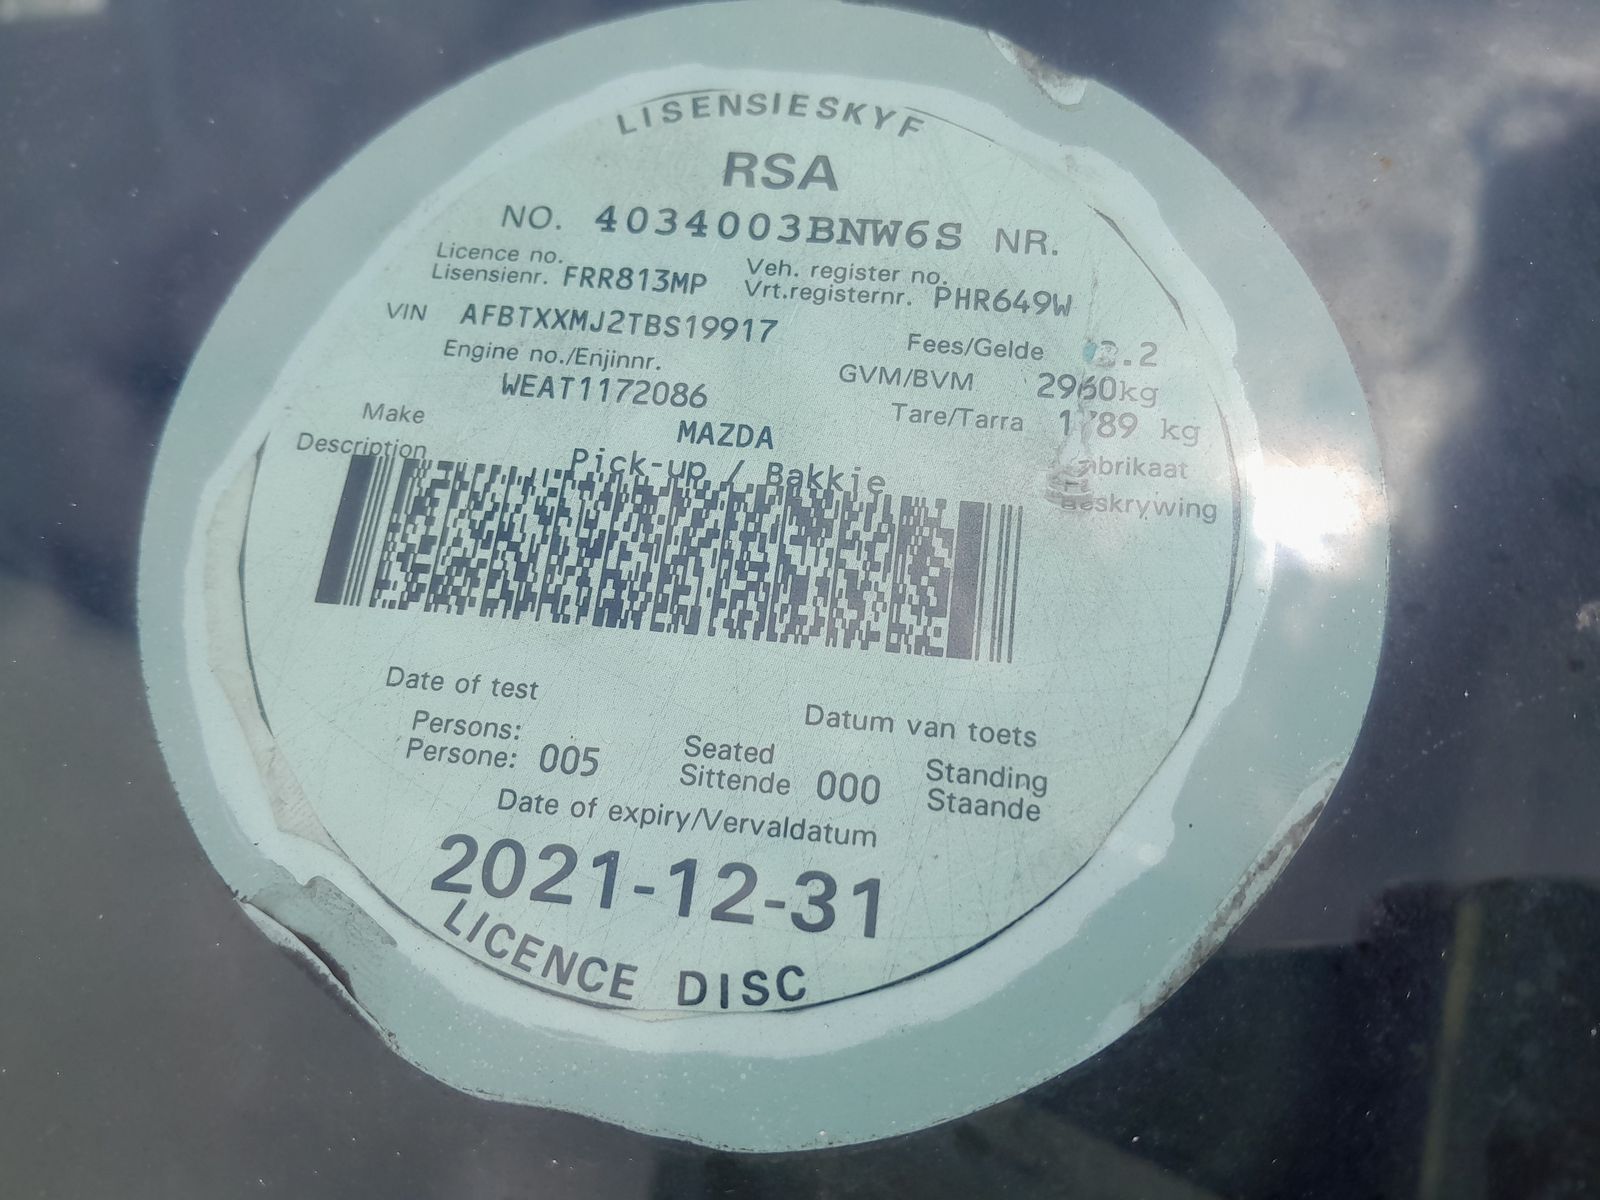 LISENSIESKYF
RSA
NO. 4034003BNW6S NR.
Licence no.
Lisensienr. FRR813MP
Veh. register no.
Vrt.registernr. PHR649W
VIN AFBTXXMJ2TBS19917
Engine no./Enjinnr.
WEAT1172086
Fees/Gelde
GVM/BVM 2960kg
Tare/Tarra 1789 kg
Make MAZDA
Description Pick-up / Bakkie
Date of test
Datum van toets
Persons:
Persone: 005
Seated
Sittende 000
Standing
Staande
Date of expiry/Vervaldatum
2021-12-31
LICENCE DISC